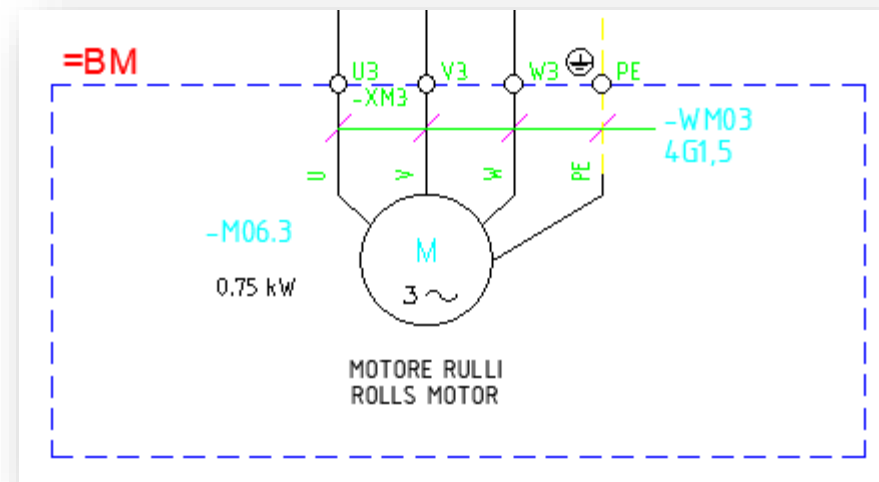 =BM
U3 V3 W3 PE
-XM3
-WM03
4G1,5
U V W PE
-M06.3
M
3~
0.75 kW
MOTORE RULLI
ROLLS MOTOR